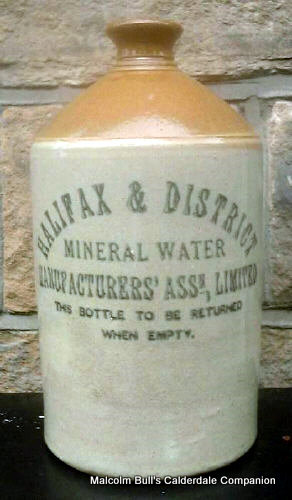 HALIFAX & DISTRICT
MINERAL WATER
MANUFACTURERS' ASSN, LIMITED
THIS BOTTLE TO BE RETURNED
WHEN EMPTY.
Malcolm Bull's Calderdale Companion